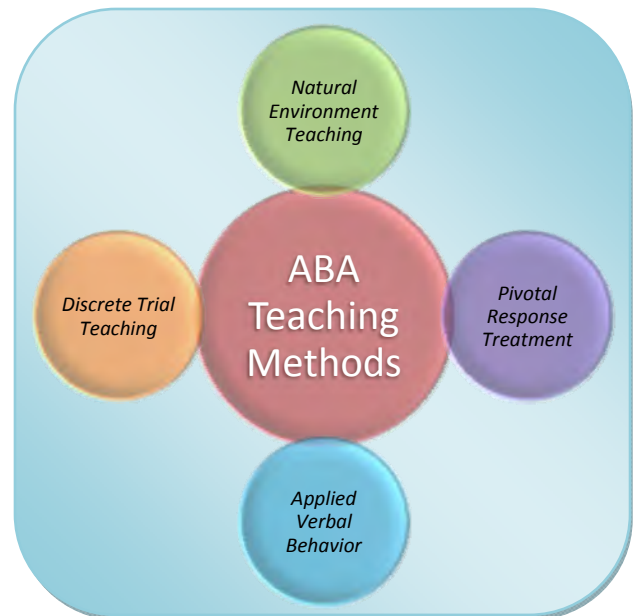 Natural
Environment
Teaching
Discrete Trial
Teaching
ABA
Teaching
Methods
Pivotal
Response
Treatment
Applied
Verbal
Behavior